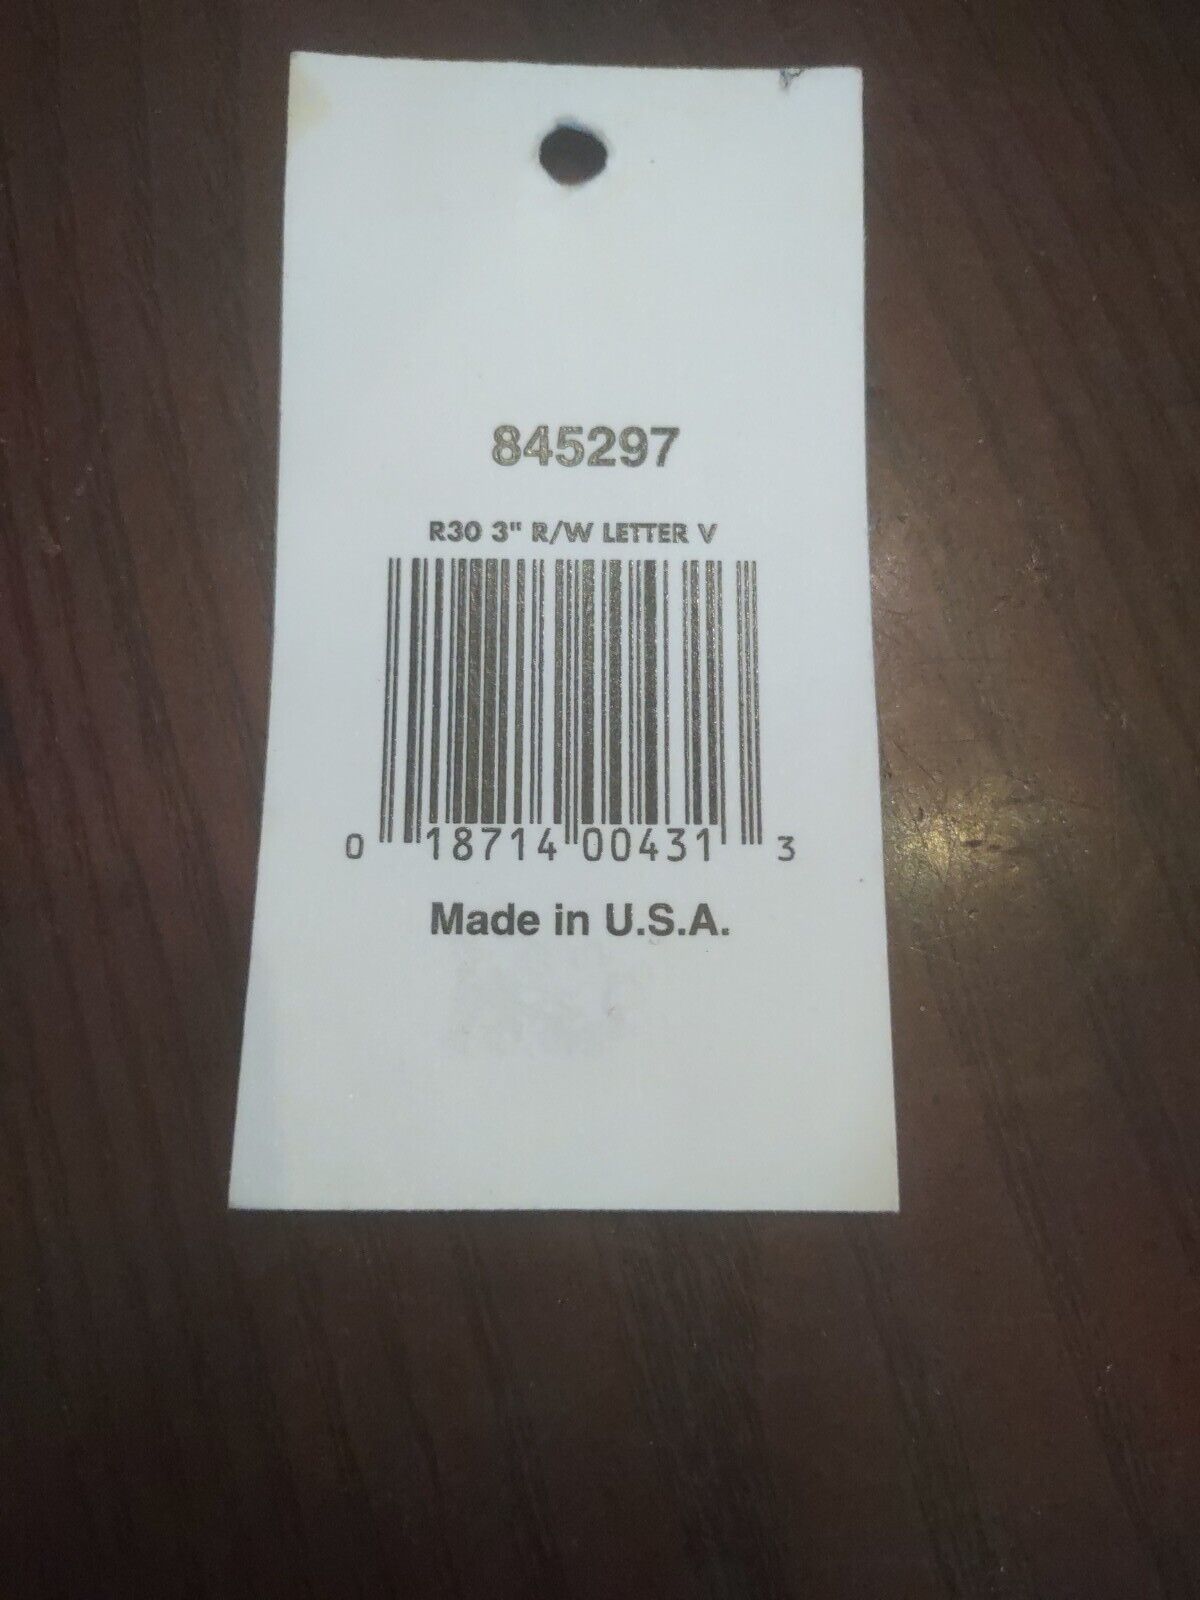 845297
R30 3" R/W LETTER V
0 18714 00431 3
Made in U.S.A.